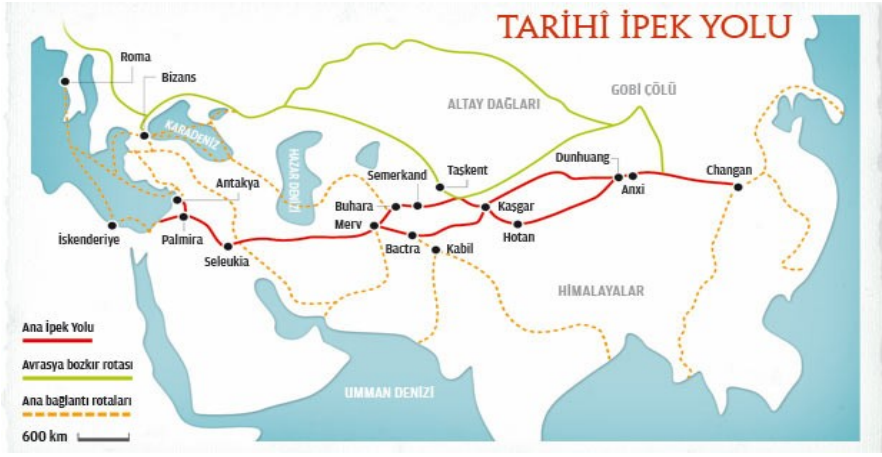 TARİHÎ İPEK YOLU
Roma
Bizans
KARADENİZ
HAZAR DENİZİ
ALTAY DAĞLARI
GOBİ ÇÖLÜ
Antakya
İskenderiye
Palmira
Seleukia
Buhara
Merv
Semerkand
Taşkent
Bactra
Kabil
Kaşgar
Hotan
Dunhuang
Anxi
Changan
HİMALAYALAR
UMMAN DENİZİ
Ana İpek Yolu
Avrasya bozkır rotası
Ana bağlantı rotaları
600 km